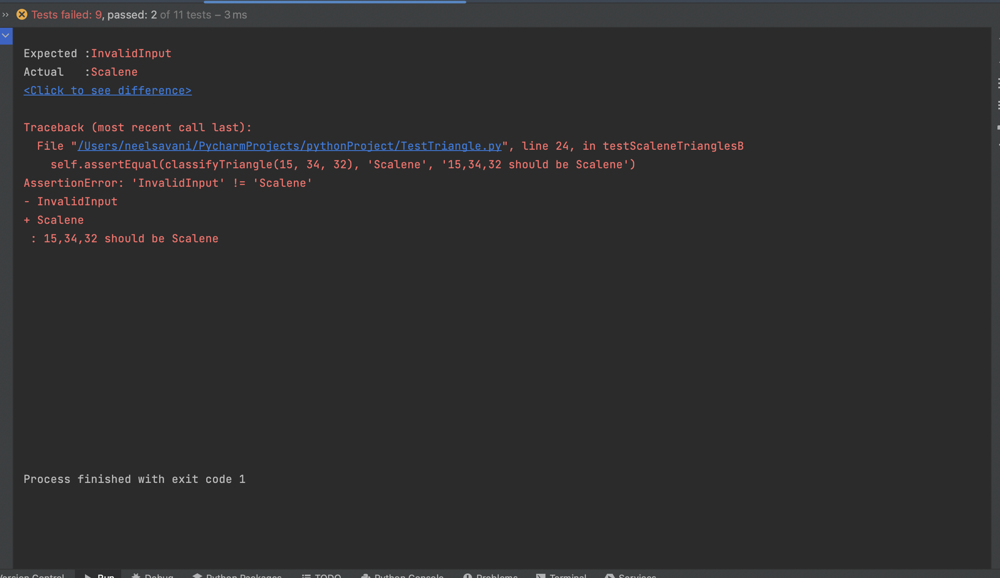 Tests failed: 9, passed: 2 of 11 tests – 3 ms
Expected :InvalidInput
Actual   :Scalene
<Click to see difference>
Traceback (most recent call last):
  File "/Users/neelsavani/PycharmProjects/pythonProject/TestTriangle.py", line 24, in testScaleneTrianglesB
    self.assertEqual(classifyTriangle(15, 34, 32), 'Scalene', '15,34,32 should be Scalene')
AssertionError: 'InvalidInput' != 'Scalene'
- InvalidInput
+ Scalene
 : 15,34,32 should be Scalene
Process finished with exit code 1
Version Control Run Debug Python Packages TODO Python Console Problems Terminal Services